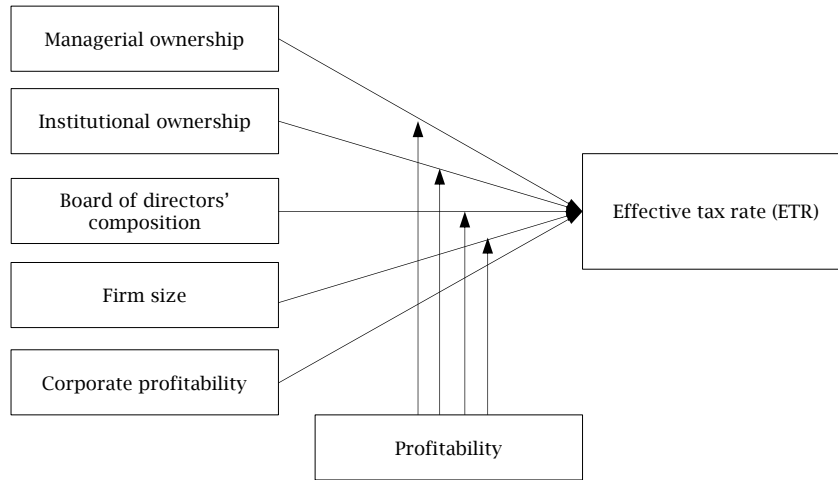 Managerial ownership
Institutional ownership
Board of directors’
composition
Effective tax rate (ETR)
Firm size
Corporate profitability
Profitability